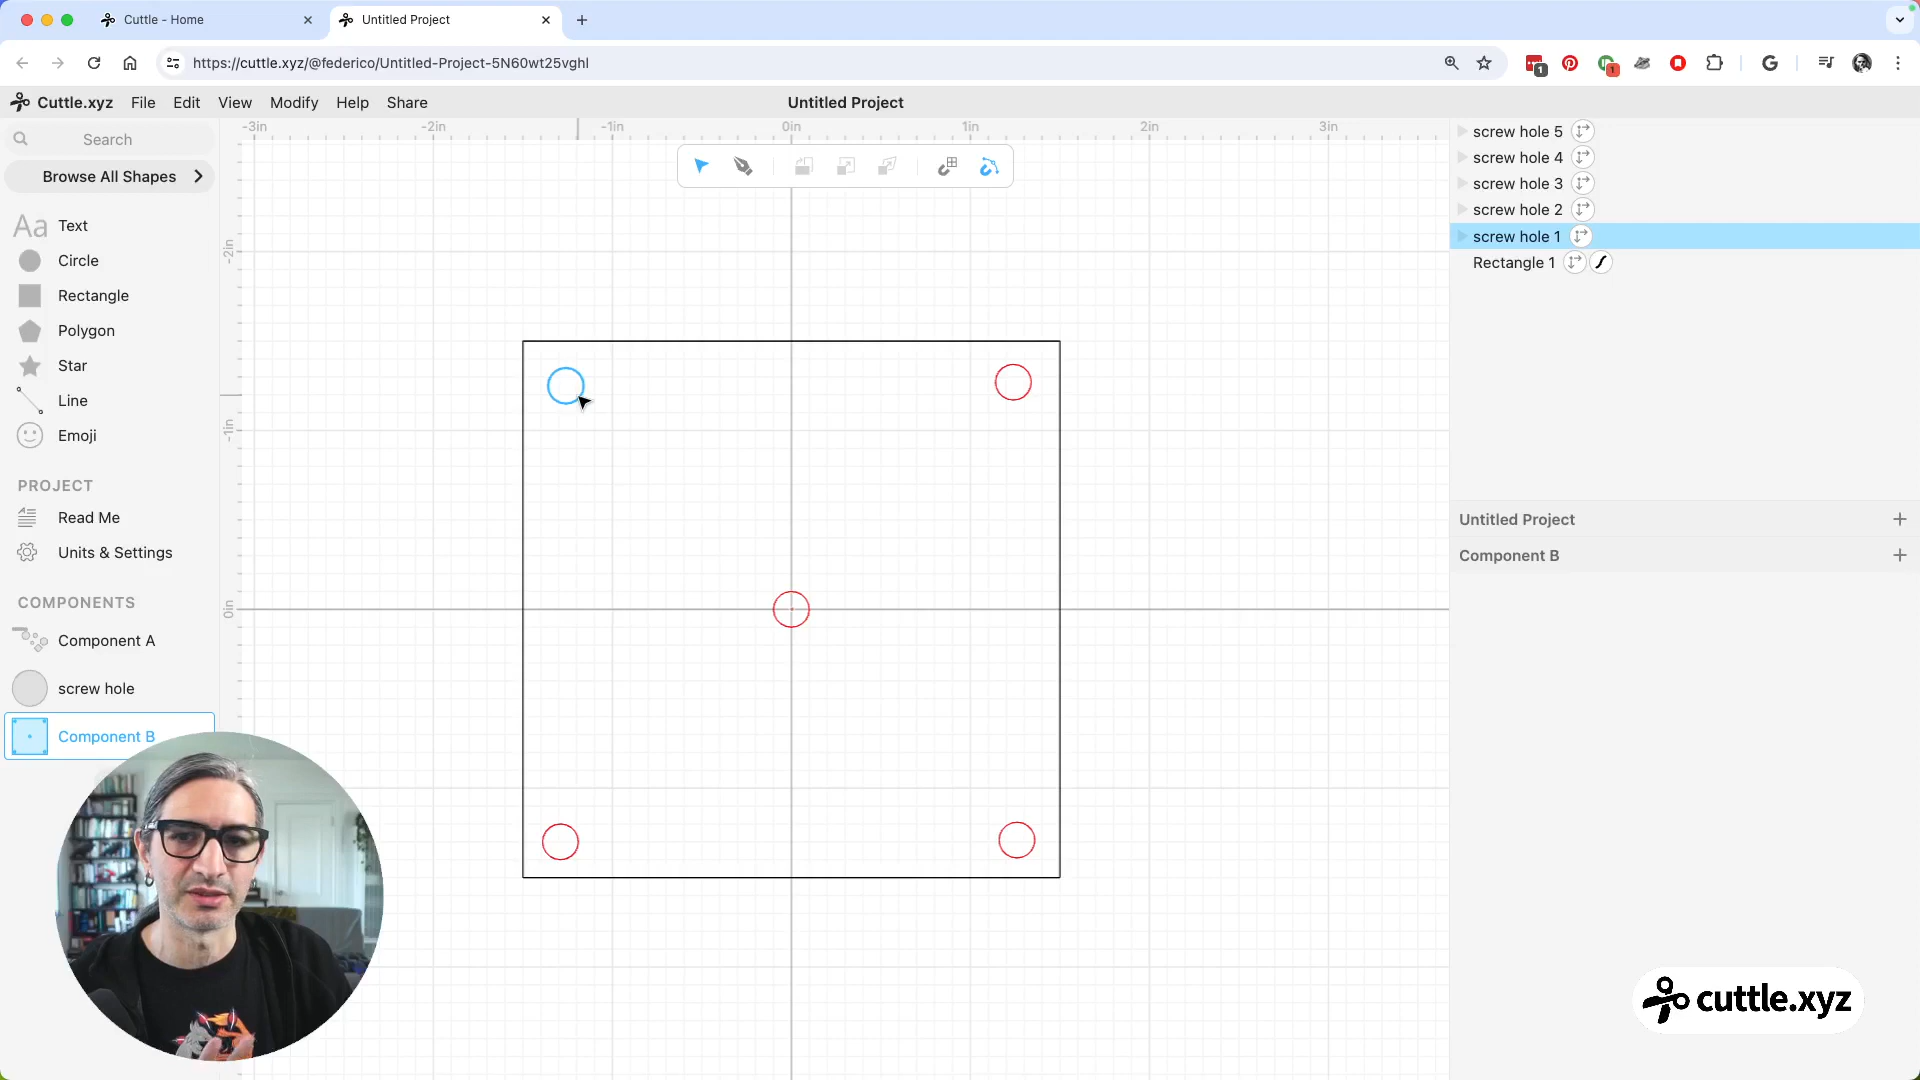 Cuttle - Home
Untitled Project
https://cuttle.xyz/@federico/Untitled-Project-5N60wt25vghl
1
1
Cuttle.xyz
File
Edit
View
Modify
Help
Share
Untitled Project
Search
Browse All Shapes
Text
Circle
Rectangle
Polygon
Star
Line
Emoji
PROJECT
Read Me
Units & Settings
COMPONENTS
Component A
screw hole
Component B
-3in
-2in
-1in
0in
1in
2in
3in
-2in
-1in
0in
screw hole 5
screw hole 4
screw hole 3
screw hole 2
screw hole 1
Rectangle 1
Untitled Project
Component B
cuttle.xyz